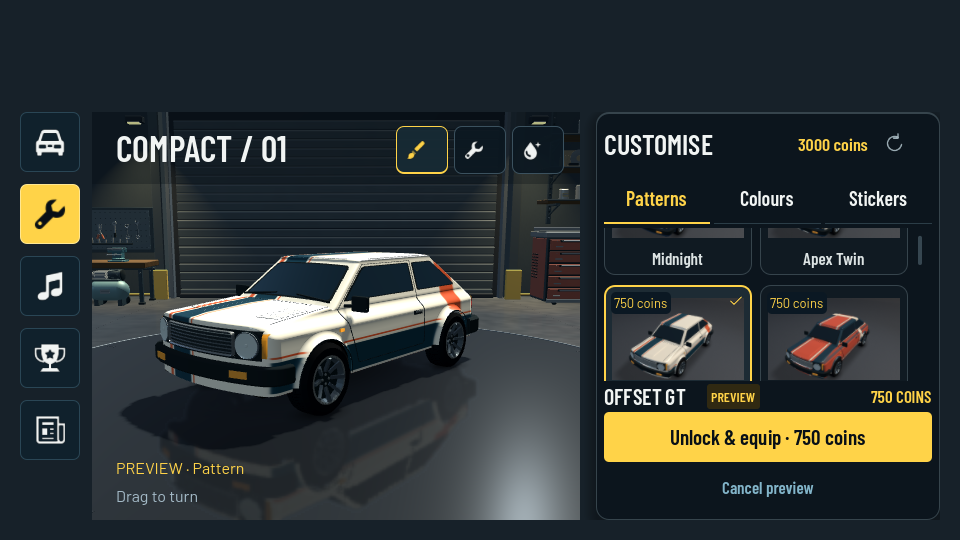 COMPACT / 01
CUSTOMISE
3000 coins
Patterns
Colours
Stickers
Midnight
Apex Twin
750 coins
750 coins
OFFSET GT
PREVIEW
750 COINS
Unlock & equip · 750 coins
Cancel preview
PREVIEW · Pattern
Drag to turn